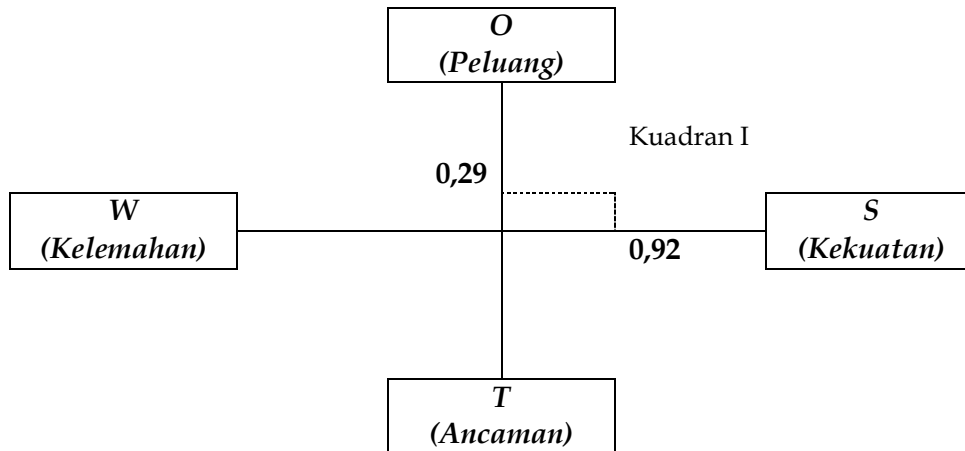 O
(Peluang)
Kuadran I
0,29
W
(Kelemahan)
S
(Kekuatan)
0,92
T
(Ancaman)